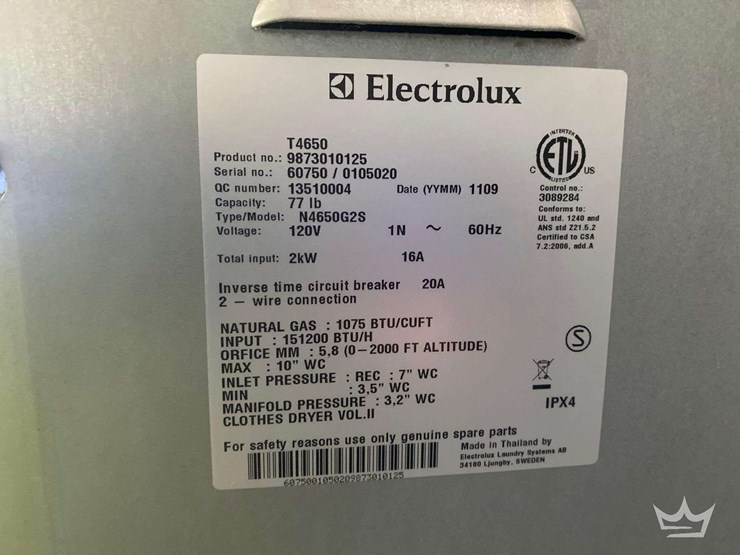 Electrolux
T4650
Product no.: 9873010125
Serial no.: 60750 / 0105020
QC number: 13510004 Date (YYMM) 1109
Capacity: 77 lb
Type/Model: N4650G2S
Voltage: 120V 1N ~ 60Hz
Total input: 2kW 16A
Inverse time circuit breaker 20A
2 – wire connection
INTERTEK
ETL
C US
LISTED
Control no.:
3089284
Conforms to:
UL std. 1240 and
ANS std Z21.5.2
Certified to CSA
7.2:2006, add.A
NATURAL GAS : 1075 BTU/CUFT
INPUT : 151200 BTU/H
ORFICE MM : 5,8 (0–2000 FT ALTITUDE)
MAX : 10" WC
INLET PRESSURE : REC : 7" WC
MIN : 3,5" WC
MANIFOLD PRESSURE : 3,2" WC
CLOTHES DRYER VOL.II
S
IPX4
For safety reasons use only genuine spare parts
Made in Thailand by
Electrolux Laundry Systems AB
34180 Ljungby, SWEDEN
6075001050209873010125